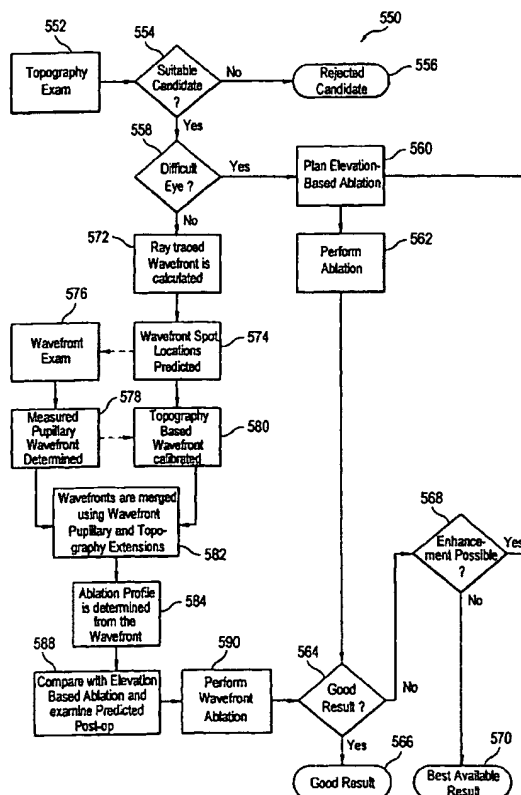 552
554
550
Topography
Exam
Suitable
Candidate
?
No
Rejected
Candidate
556
Yes
558
Difficult
Eye ?
Yes
Plan Elevation-
Based Ablation
560
No
572
Ray traced
Wavefront is
calculated
Perform
Ablation
562
576
Wavefront
Exam
Wavefront Spot
Locations
Predicted
574
578
Measured
Pupillary
Wavefront
Determined
Topography
Based
Wavefront
calibrated
580
Wavefronts are merged
using Wavefront
Pupillary and Topo-
graphy Extensions
582
568
Enhance-
ment Possible
?
Yes
No
Ablation Profile
is determined
from the
Wavefront
584
588
590
564
Compare with Elevation
Based Ablation and
examine Predicted
Post-op
Perform
Wavefront
Ablation
Good
Result ?
No
Yes
566
570
Good Result
Best Available
Result